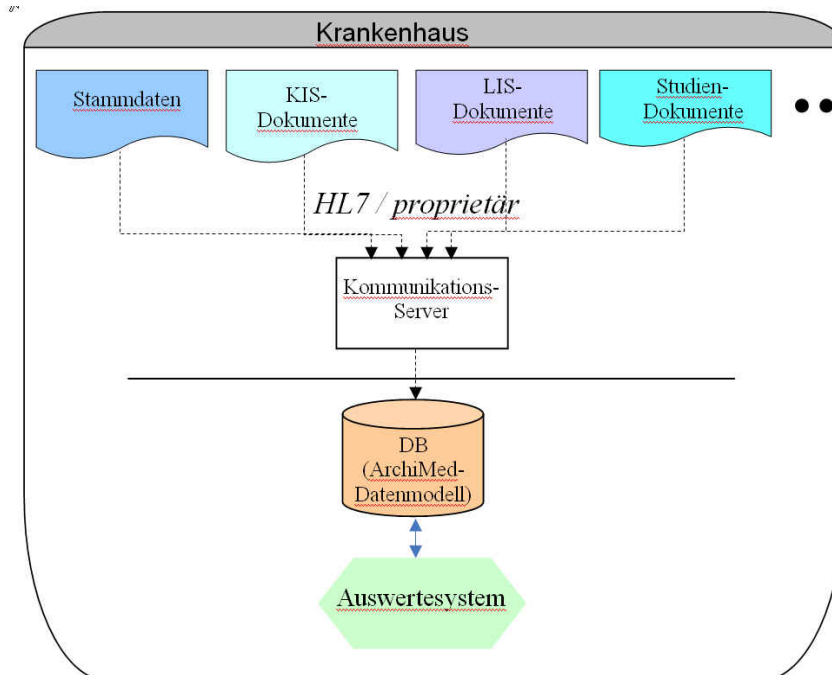 Krankenhaus
Stammdaten
KIS-
Dokumente
LIS-
Dokumente
Studien-
Dokumente
HL7 / proprietär
Kommunikations-
Server
DB
(ArchiMed-
Datenmodell)
Auswertesystem